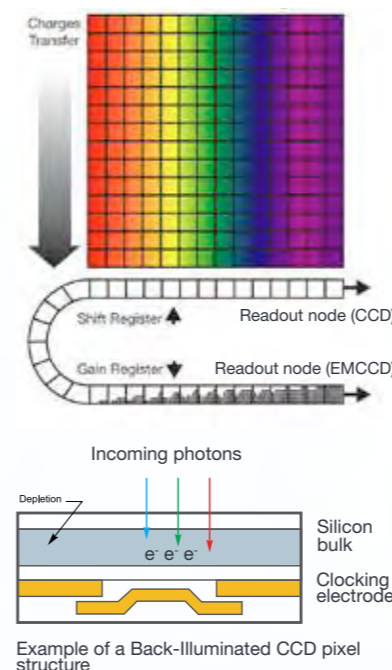 Charges
Transfer
Shift Register
Readout node (CCD)
Gain Register
Readout node (EMCCD)
Incoming photons
Depletion
e- e- e-
Silicon
bulk
Clocking
electrode
Example of a Back-Illuminated CCD pixel
structure